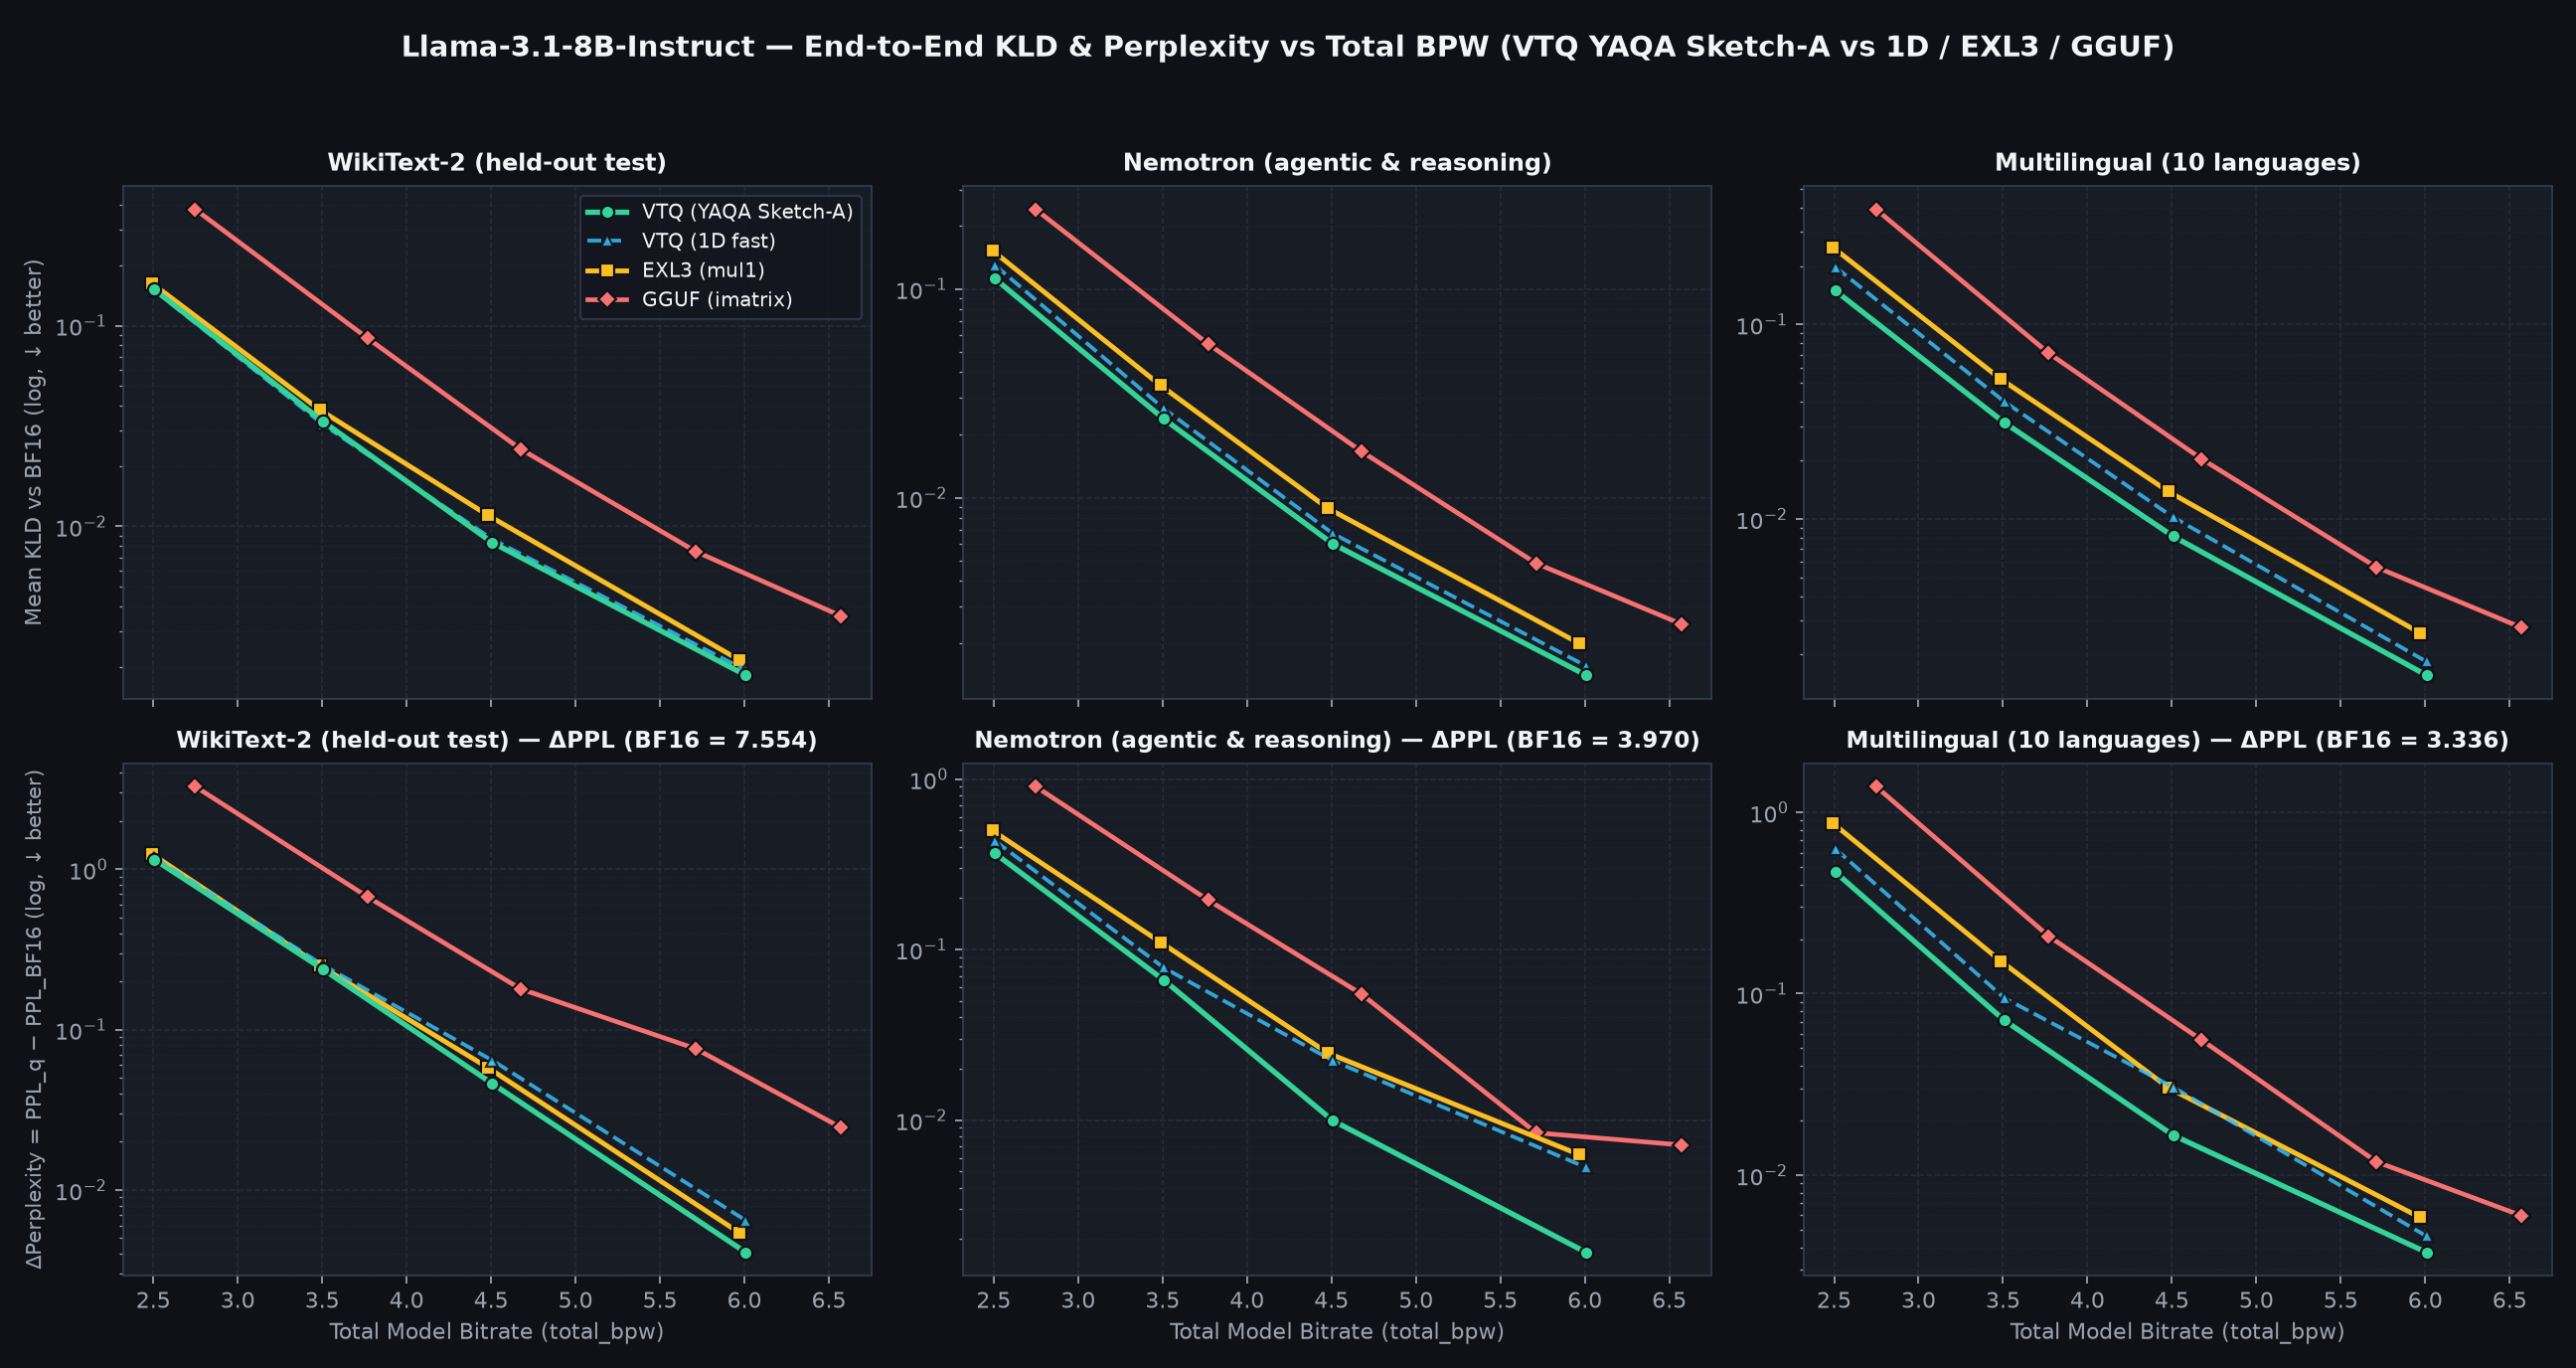 Llama-3.1-8B-Instruct — End-to-End KLD & Perplexity vs Total BPW (VTQ YAQA Sketch-A vs 1D / EXL3 / GGUF)
WikiText-2 (held-out test)
Mean KLD vs BF16 (log, ↓ better)
10⁻¹
10⁻²
VTQ (YAQA Sketch-A)
VTQ (1D fast)
EXL3 (mul1)
GGUF (imatrix)
Nemotron (agentic & reasoning)
10⁻¹
10⁻²
Multilingual (10 languages)
10⁻¹
10⁻²
WikiText-2 (held-out test) — ΔPPL (BF16 = 7.554)
ΔPerplexity = PPL_q − PPL_BF16 (log, ↓ better)
10⁰
10⁻¹
10⁻²
2.5 3.0 3.5 4.0 4.5 5.0 5.5 6.0 6.5
Total Model Bitrate (total_bpw)
Nemotron (agentic & reasoning) — ΔPPL (BF16 = 3.970)
10⁰
10⁻¹
10⁻²
2.5 3.0 3.5 4.0 4.5 5.0 5.5 6.0 6.5
Total Model Bitrate (total_bpw)
Multilingual (10 languages) — ΔPPL (BF16 = 3.336)
10⁰
10⁻¹
10⁻²
2.5 3.0 3.5 4.0 4.5 5.0 5.5 6.0 6.5
Total Model Bitrate (total_bpw)